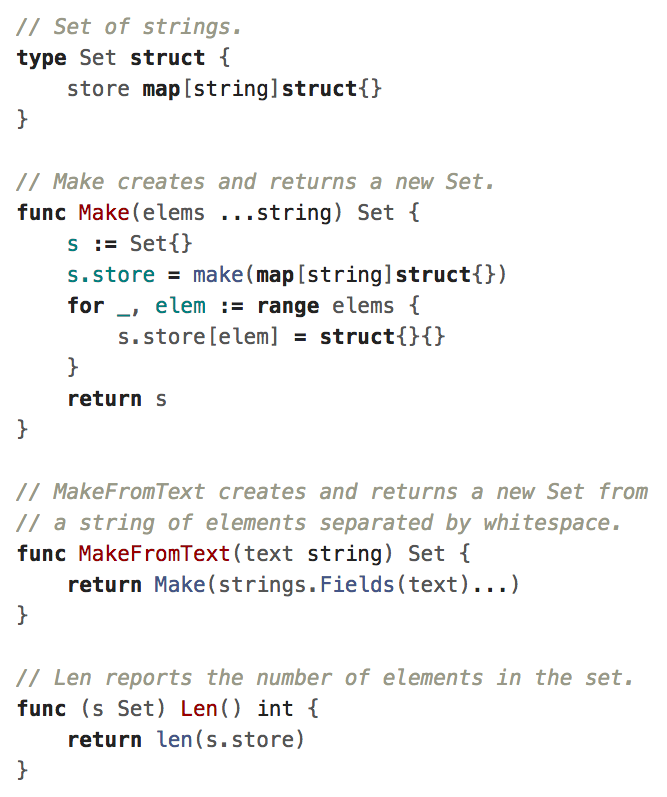 // Set of strings.
type Set struct {
    store map[string]struct{}
}

// Make creates and returns a new Set.
func Make(elems ...string) Set {
    s := Set{}
    s.store = make(map[string]struct{})
    for _, elem := range elems {
        s.store[elem] = struct{}{}
    }
    return s
}

// MakeFromText creates and returns a new Set from
// a string of elements separated by whitespace.
func MakeFromText(text string) Set {
    return Make(strings.Fields(text)...)
}

// Len reports the number of elements in the set.
func (s Set) Len() int {
    return len(s.store)
}